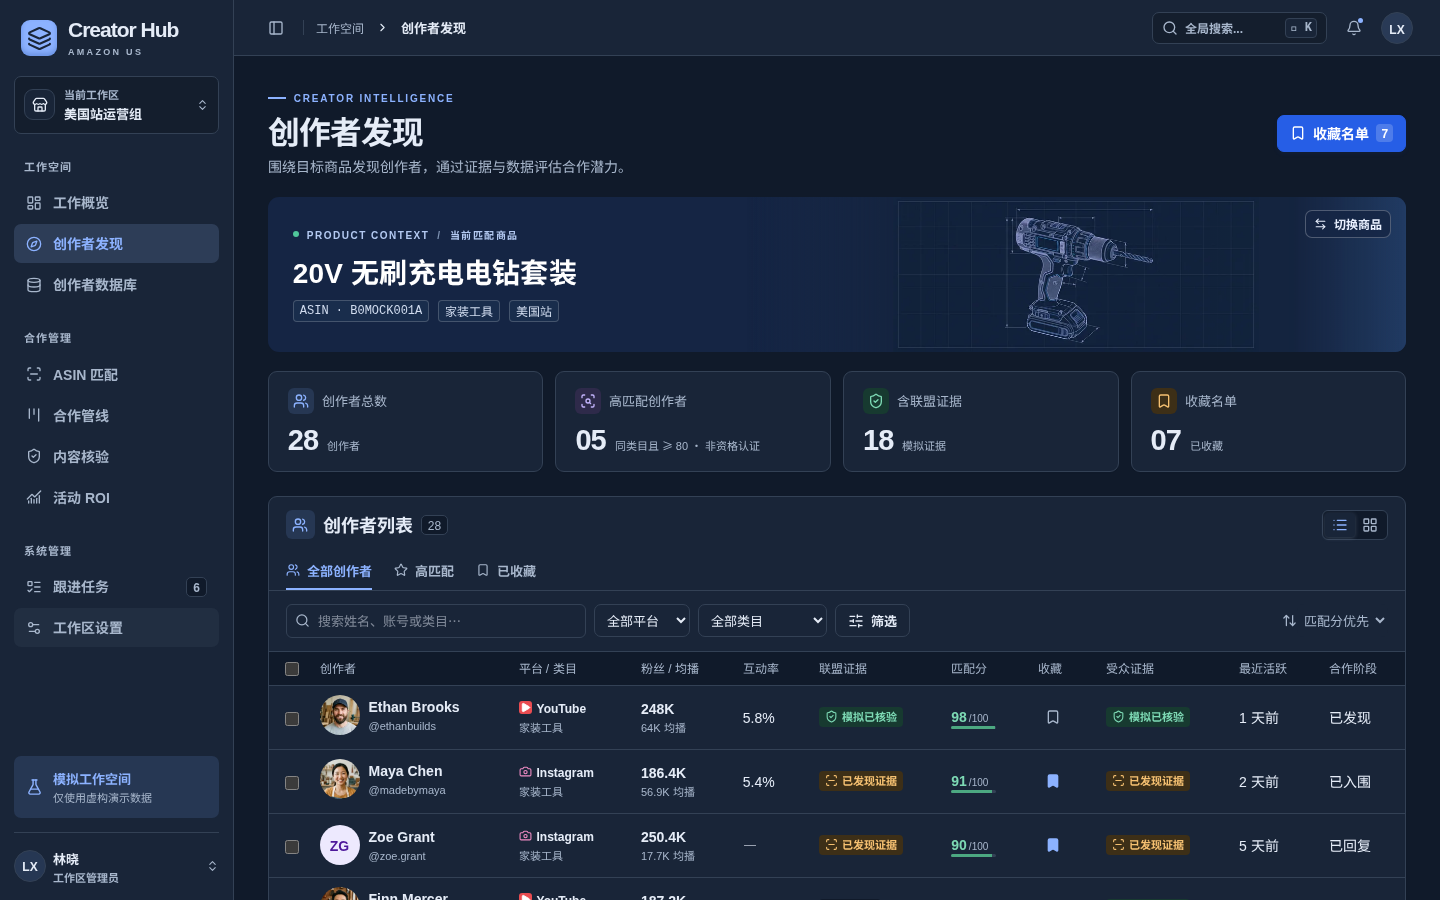 Creator Hub
AMAZON US
当前工作区
美国站运营组
工作空间
工作概览
创作者发现
创作者数据库
合作管理
ASIN 匹配
合作管线
内容核验
活动 ROI
系统管理
跟进任务
6
工作区设置
模拟工作空间
仅使用虚构演示数据
LX
林晓
工作区管理员
工作空间
创作者发现
全局搜索...
K
LX
CREATOR INTELLIGENCE
创作者发现
围绕目标商品发现创作者，通过证据与数据评估合作潜力。
收藏名单 7
PRODUCT CONTEXT / 当前匹配商品
切换商品
20V 无刷充电电钻套装
ASIN · B0MOCK001A 家装工具 美国站
创作者总数
28 创作者
高匹配创作者
05 同类目且 ≥ 80 · 非资格认证
含联盟证据
18 模拟证据
收藏名单
07 已收藏
创作者列表 28
全部创作者 高匹配 已收藏
搜索姓名、账号或类目…
全部平台
全部类目
筛选
匹配分优先
创作者 平台 / 类目 粉丝 / 均播 互动率 联盟证据 匹配分 收藏 受众证据 最近活跃 合作阶段
Ethan Brooks YouTube 248K
@ethanbuilds 家装工具 64K 均播 5.8% 模拟已核验 98/100 模拟已核验 1 天前 已发现
Maya Chen Instagram 186.4K
@madebymaya 家装工具 56.9K 均播 5.4% 已发现证据 91/100 已发现证据 2 天前 已入围
ZG
Zoe Grant Instagram 250.4K
@zoe.grant 家装工具 17.7K 均播 — 已发现证据 90/100 已发现证据 5 天前 已回复
Finn Mercer YouTube 187.2K